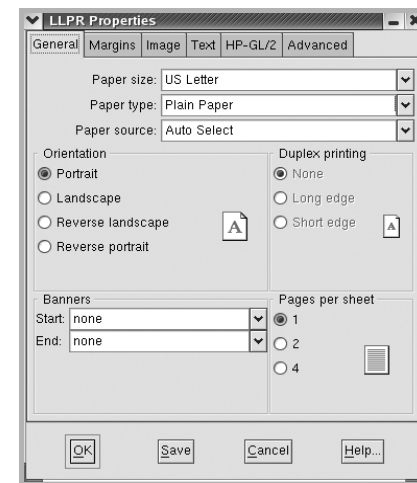 LLPR Properties
General Margins Image Text HP-GL/2 Advanced
Paper size: US Letter
Paper type: Plain Paper
Paper source: Auto Select
Orientation
Portrait
Landscape
Reverse landscape
Reverse portrait
A
Duplex printing
None
Long edge
Short edge
A
Banners
Start: none
End: none
Pages per sheet
1
2
4
OK Save Cancel Help...